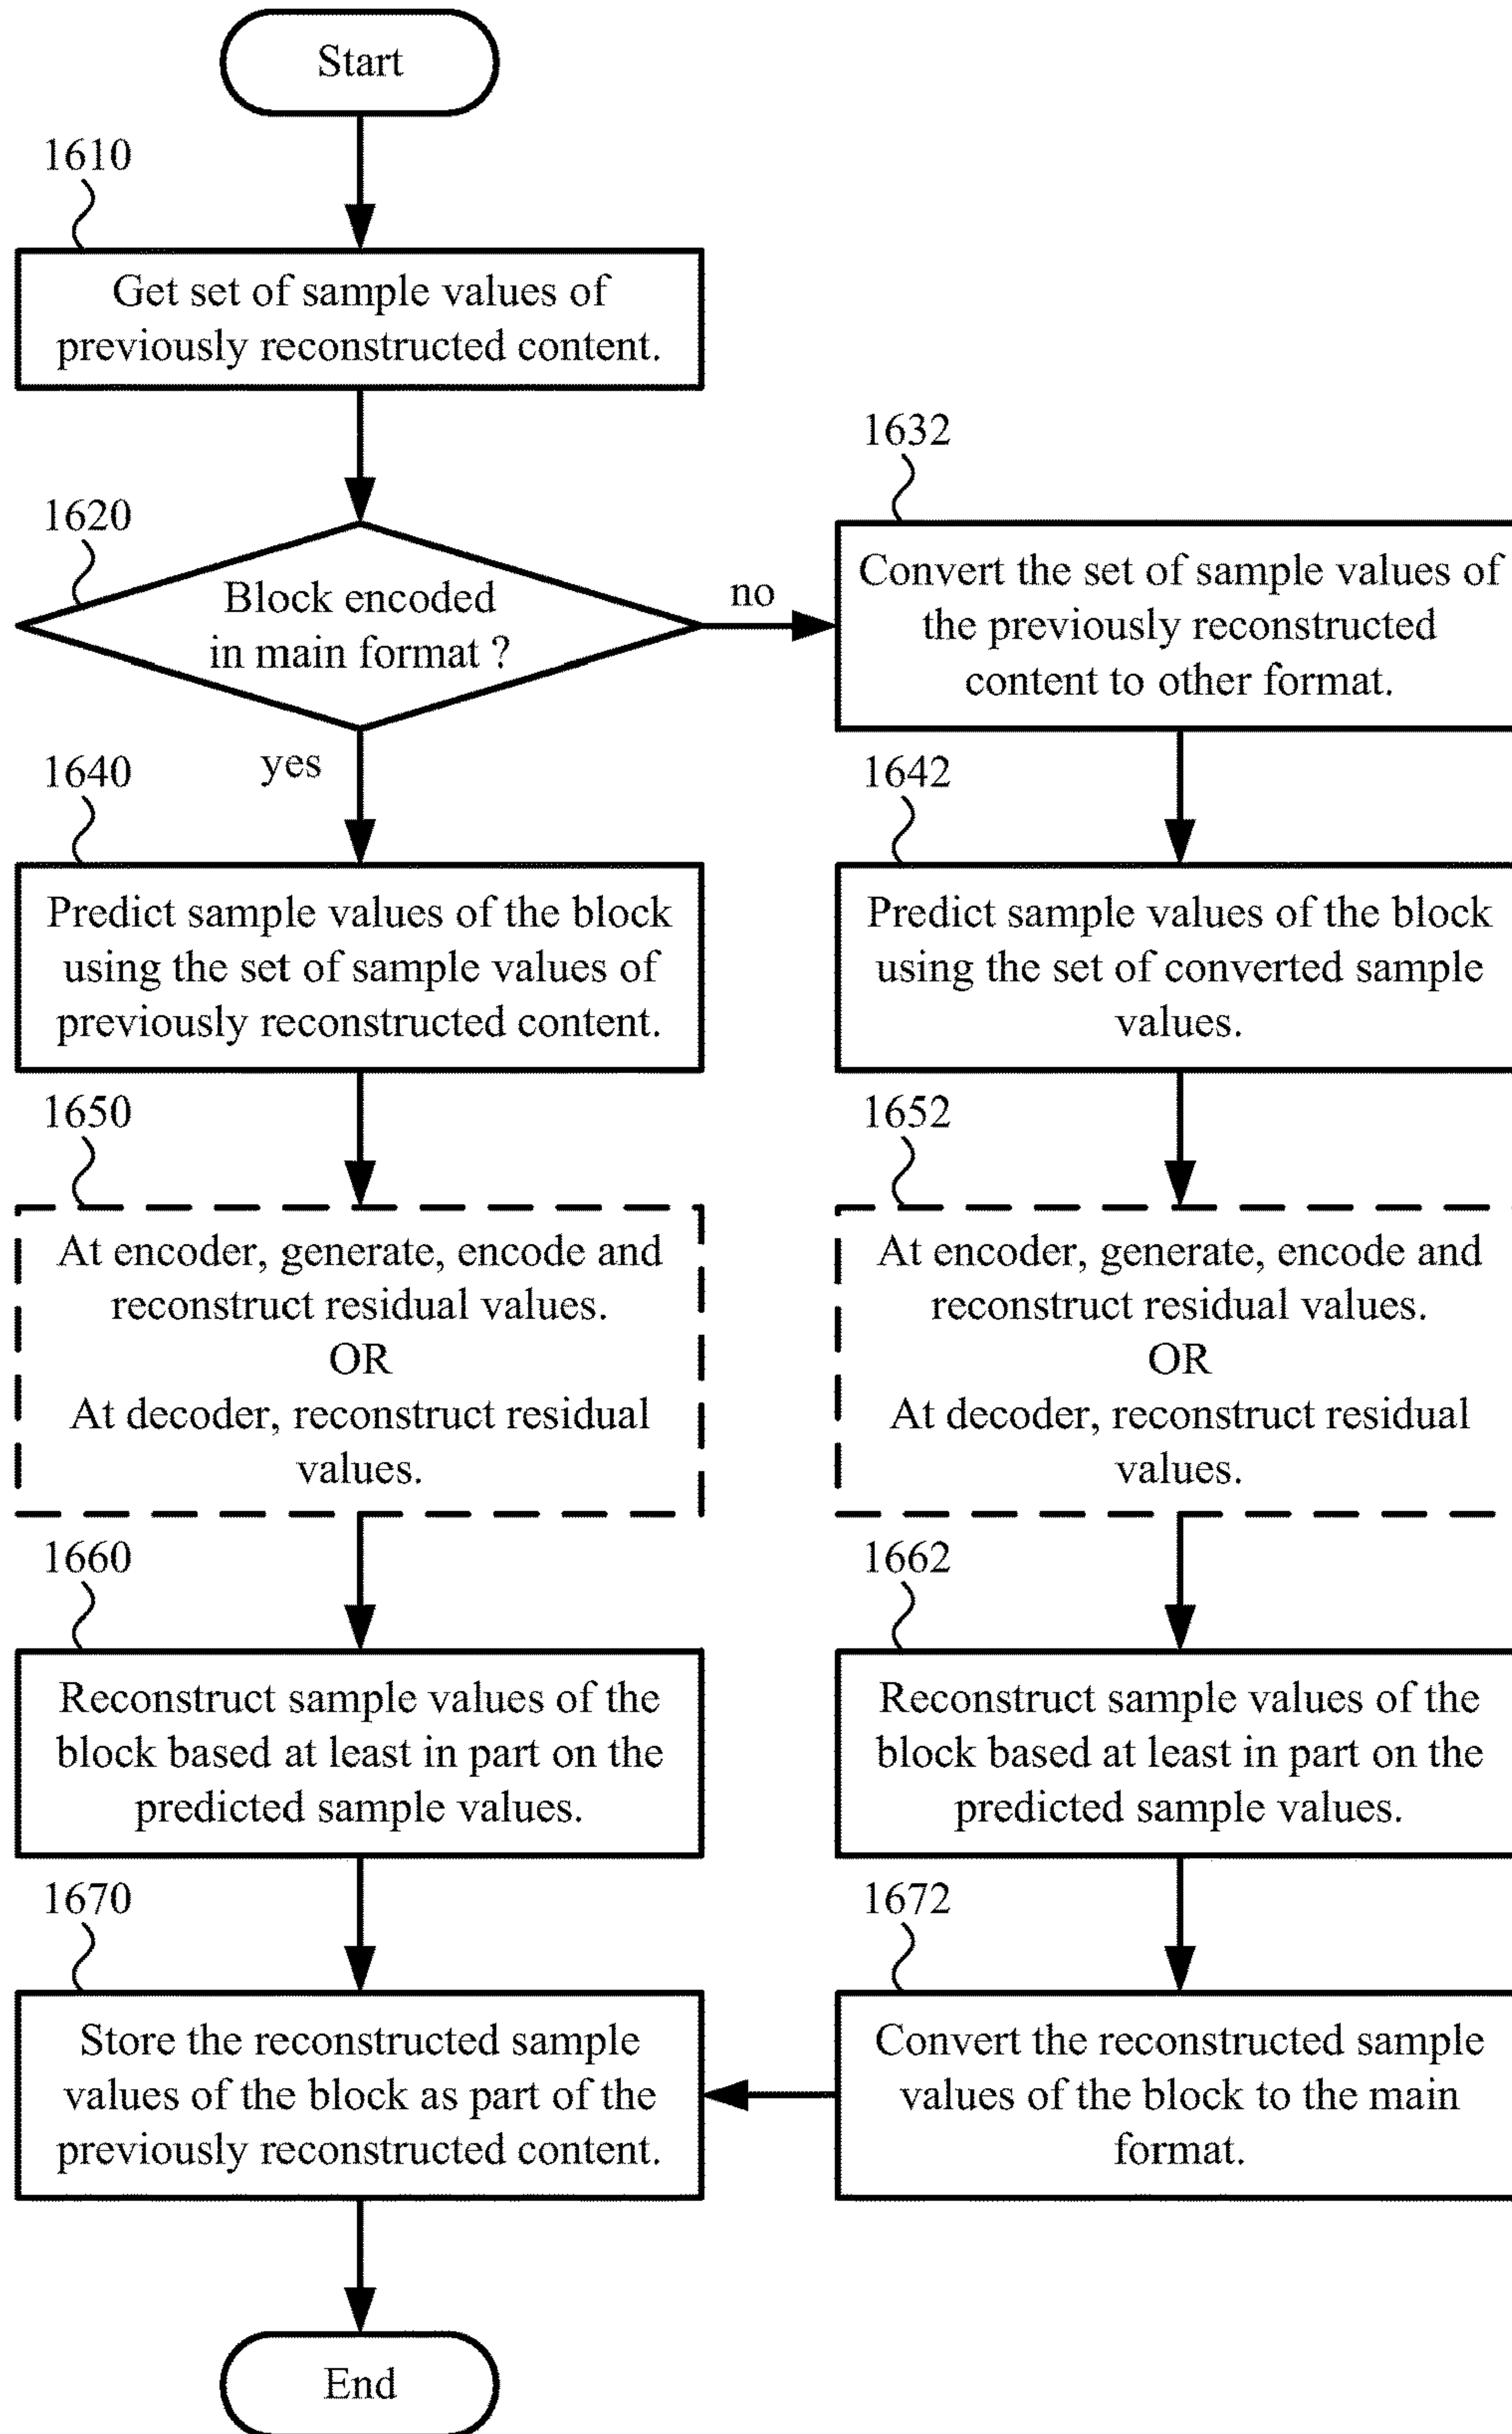 Start
1610
Get set of sample values of
previously reconstructed content.
1620
Block encoded
in main format ?
no
yes
1632
Convert the set of sample values of
the previously reconstructed
content to other format.
1640
Predict sample values of the block
using the set of sample values of
previously reconstructed content.
1642
Predict sample values of the block
using the set of converted sample
values.
1650
At encoder, generate, encode and
reconstruct residual values.
OR
At decoder, reconstruct residual
values.
1652
At encoder, generate, encode and
reconstruct residual values.
OR
At decoder, reconstruct residual
values.
1660
Reconstruct sample values of the
block based at least in part on the
predicted sample values.
1662
Reconstruct sample values of the
block based at least in part on the
predicted sample values.
1670
Store the reconstructed sample
values of the block as part of the
previously reconstructed content.
1672
Convert the reconstructed sample
values of the block to the main
format.
End